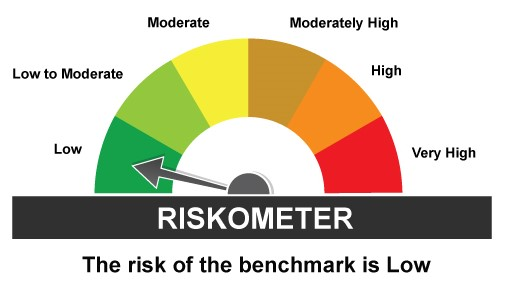 Moderate
Moderately High
Low to Moderate
High
Low
Very High
RISKOMETER
The risk of the benchmark is Low